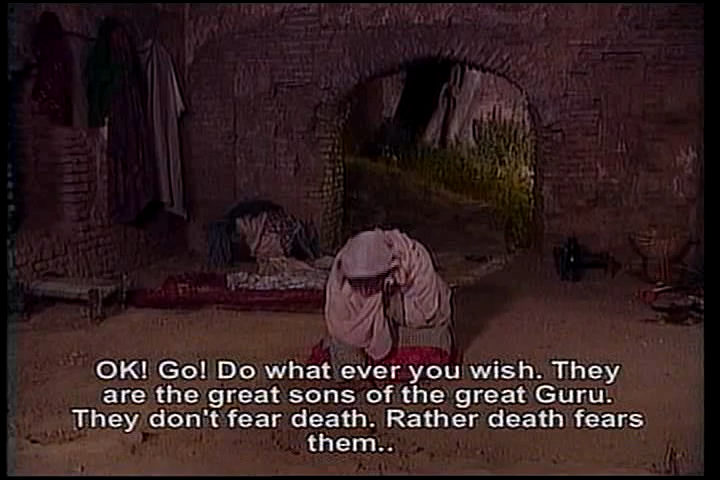 OK! Go! Do what ever you wish. They
are the great sons of the great Guru.
They don't fear death. Rather death fears
them..